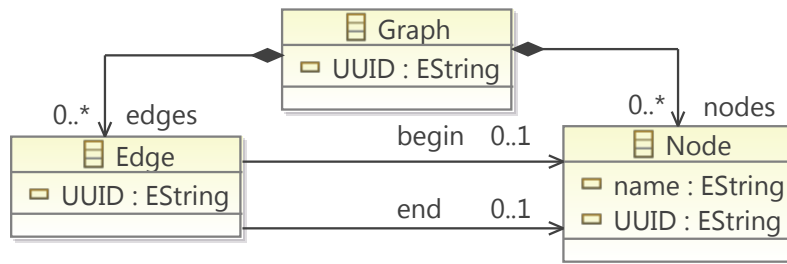 Graph
UUID : EString
0..* edges
0..* nodes
Edge
UUID : EString
begin 0..1
end 0..1
Node
name : EString
UUID : EString